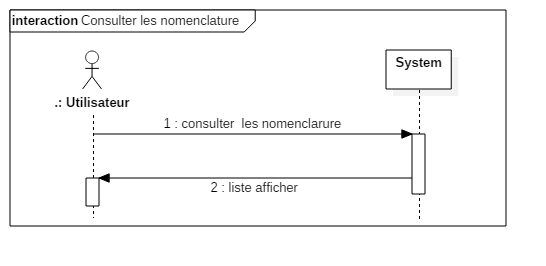 interaction Consulter les nomenclature
System
.: Utilisateur
1 : consulter les nomenclarure
2 : liste afficher